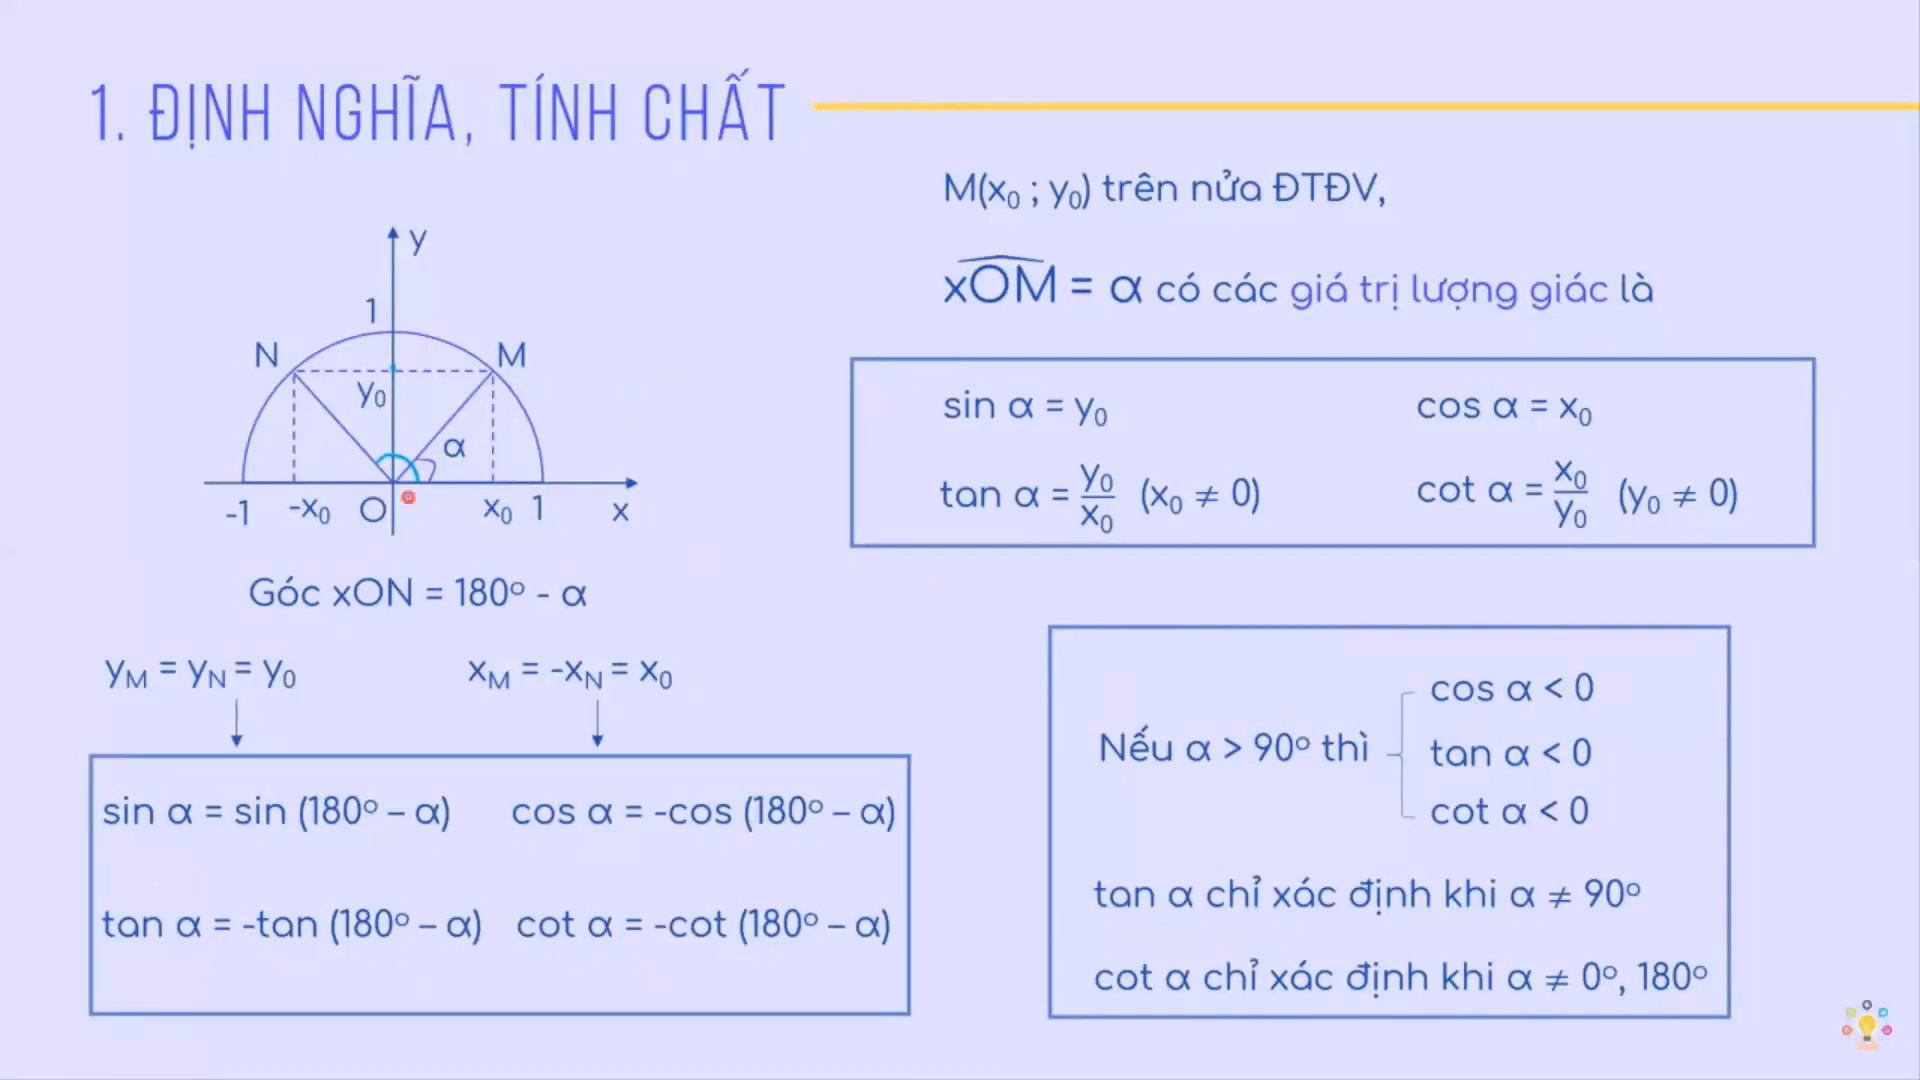 1. ĐỊNH NGHĨA, TÍNH CHẤT
y
1
N
M
y₀
α
-1
-x₀
O
x₀
1
x
Góc xON = 180° - α
y_M = y_N = y₀
x_M = -x_N = x₀
sin α = sin (180° – α)
cos α = -cos (180° – α)
tan α = -tan (180° – α)
cot α = -cot (180° – α)
M(x₀ ; y₀) trên nửa ĐTĐV,
xOM = α có các giá trị lượng giác là
sin α = y₀
cos α = x₀
tan α = y₀/x₀ (x₀ ≠ 0)
cot α = x₀/y₀ (y₀ ≠ 0)
Nếu α > 90° thì
cos α < 0
tan α < 0
cot α < 0
tan α chỉ xác định khi α ≠ 90°
cot α chỉ xác định khi α ≠ 0°, 180°